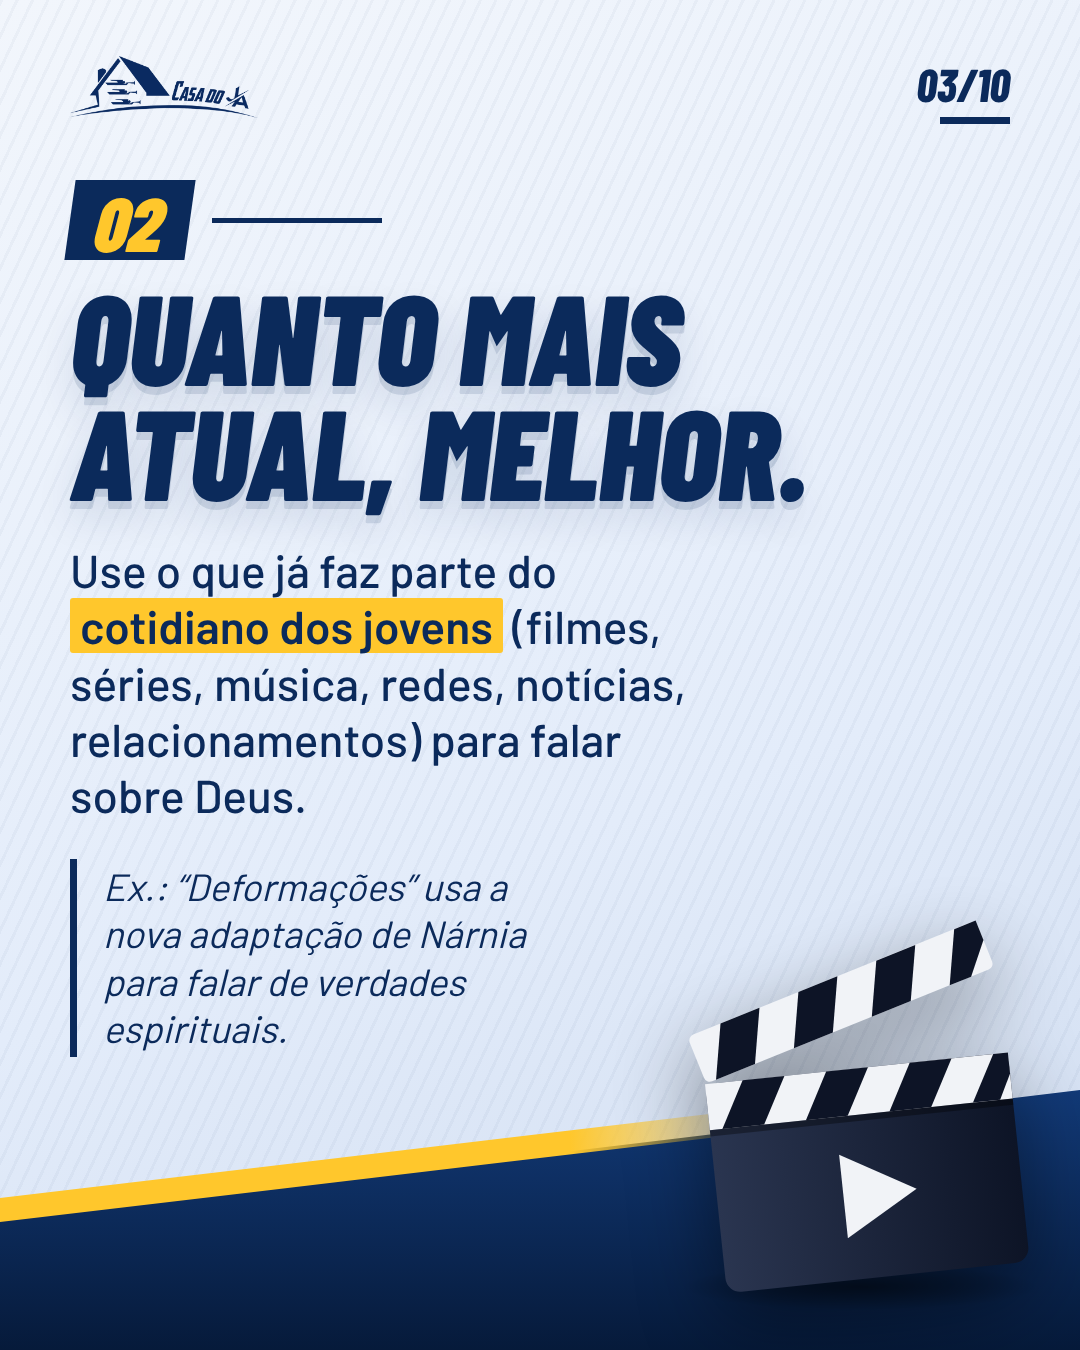 CASA DO JA
03/10
02
QUANTO MAIS
ATUAL, MELHOR.
Use o que já faz parte do
cotidiano dos jovens (filmes,
séries, música, redes, notícias,
relacionamentos) para falar
sobre Deus.
Ex.: “Deformações” usa a
nova adaptação de Nárnia
para falar de verdades
espirituais.